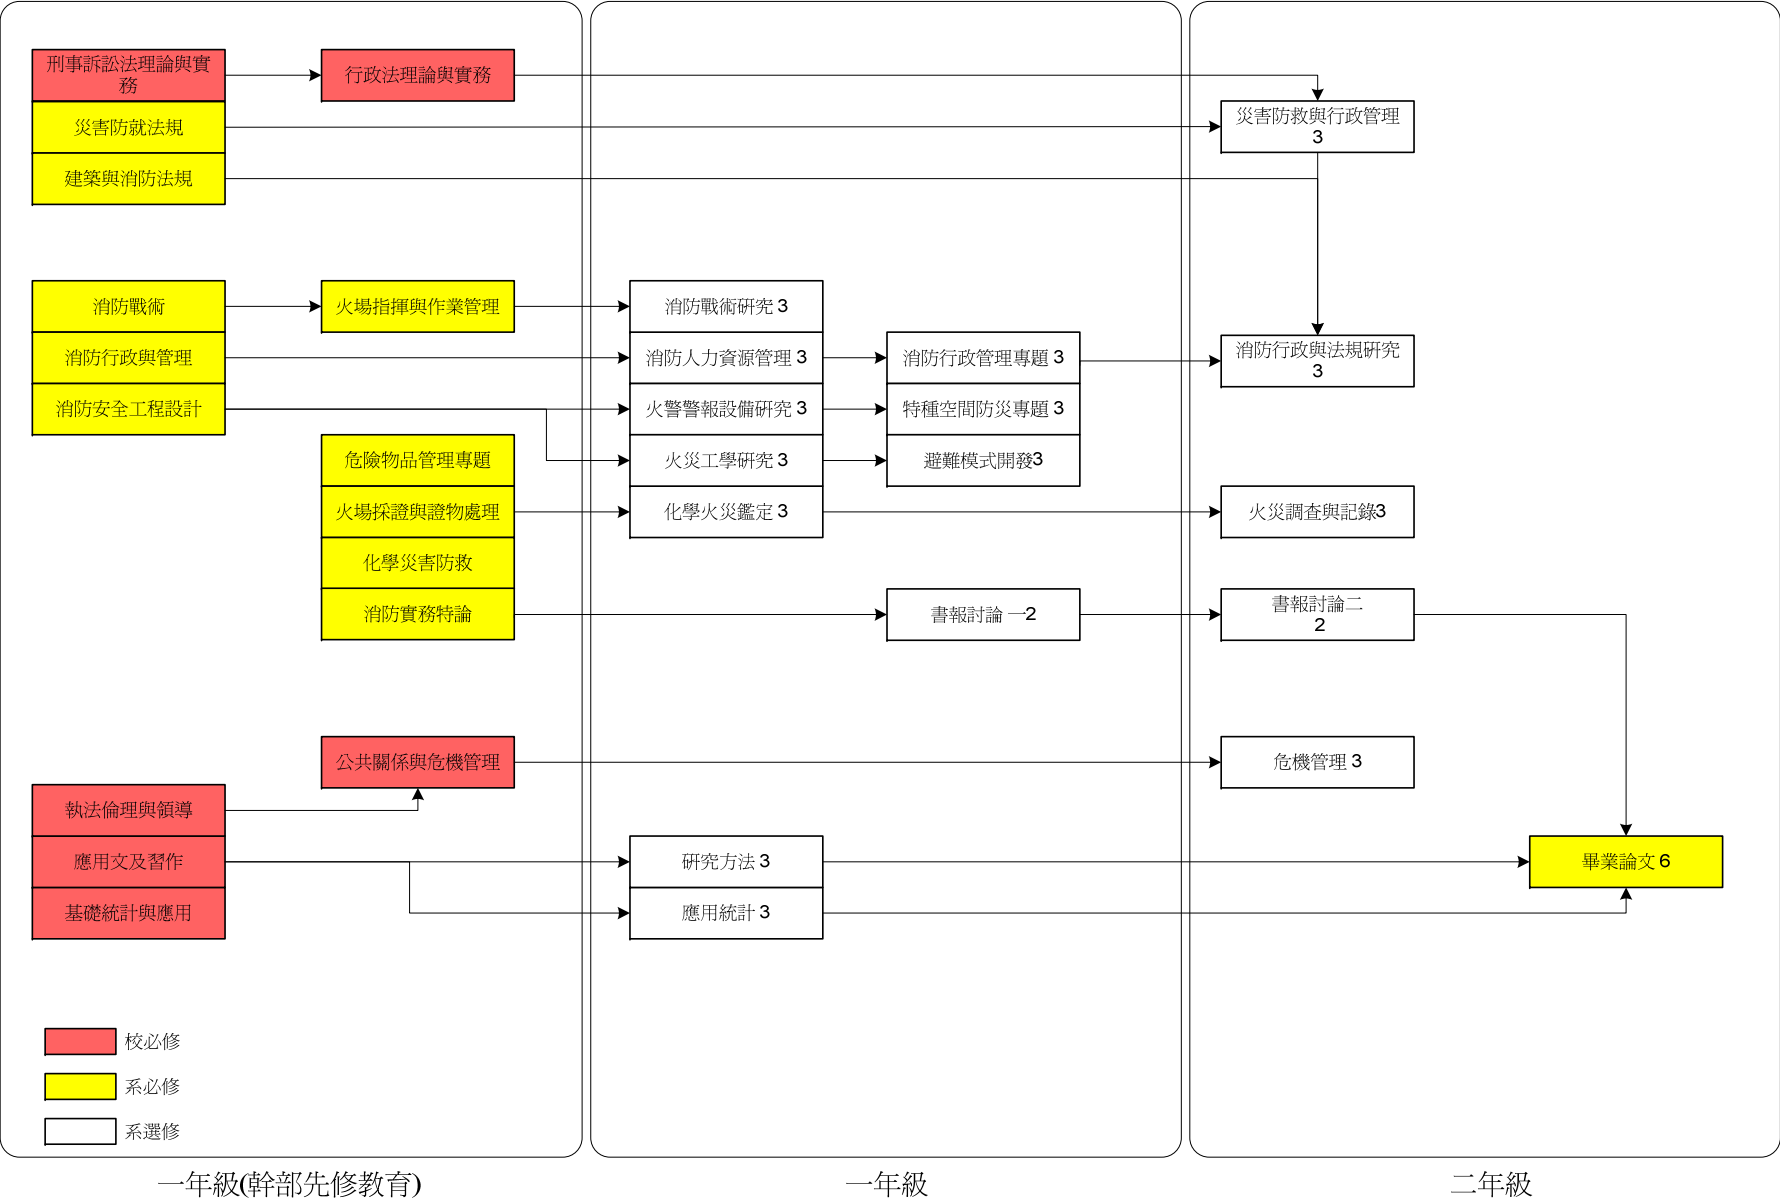 刑事訴訟法理論與實
務
行政法理論與實務
災害防就法規
災害防救與行政管理
3
建築與消防法規
消防戰術
火場指揮與作業管理
消防戰術研究 3
消防行政與管理
消防人力資源管理 3
消防行政管理專題 3
消防行政與法規研究
3
消防安全工程設計
火警警報設備研究 3
特種空間防災專題 3
危險物品管理專題
火災工學研究 3
避難模式開發3
火場採證與證物處理
化學火災鑑定 3
火災調查與記錄3
化學災害防救
消防實務特論
書報討論 一2
書報討論二
2
公共關係與危機管理
危機管理 3
執法倫理與領導
應用文及習作
研究方法 3
畢業論文 6
基礎統計與應用
應用統計 3
校必修
系必修
系選修
一年級(幹部先修教育)
一年級
二年級